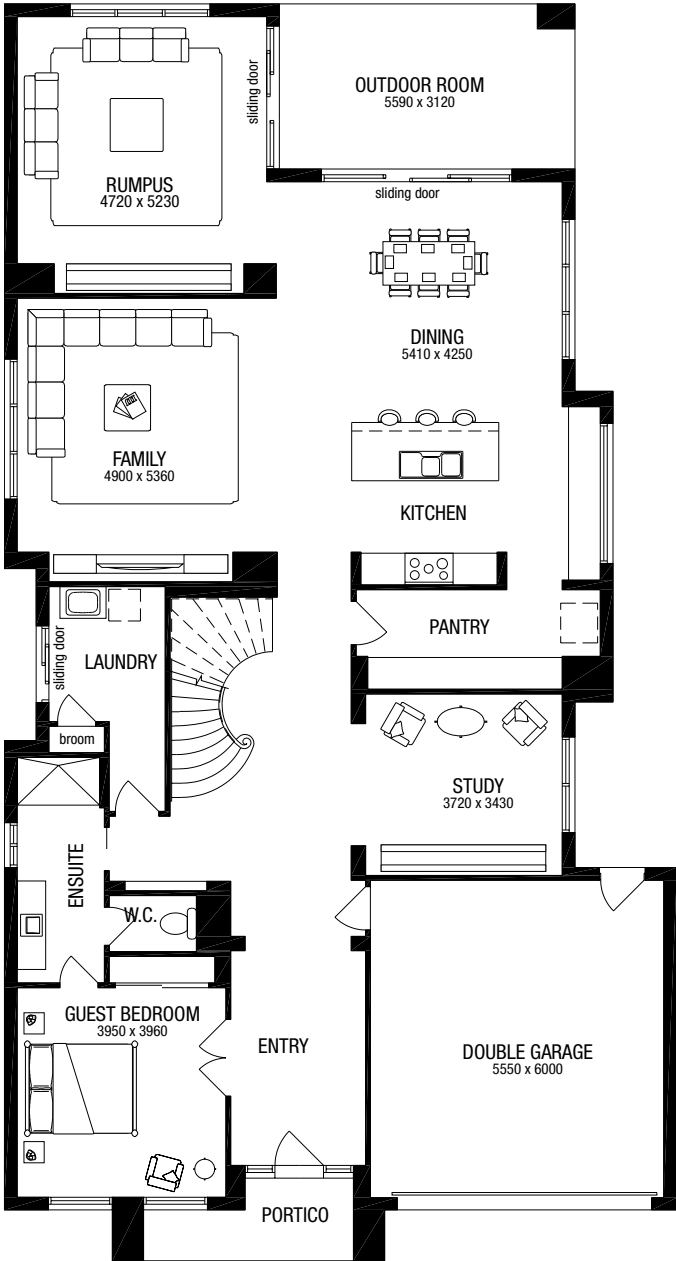 OUTDOOR ROOM
5590 x 3120
sliding door
RUMPUS
4720 x 5230
sliding door
DINING
5410 x 4250
FAMILY
4900 x 5360
KITCHEN
PANTRY
LAUNDRY
sliding door
broom
STUDY
3720 x 3430
ENSUITE
W.C.
GUEST BEDROOM
3950 x 3960
ENTRY
DOUBLE GARAGE
5550 x 6000
PORTICO